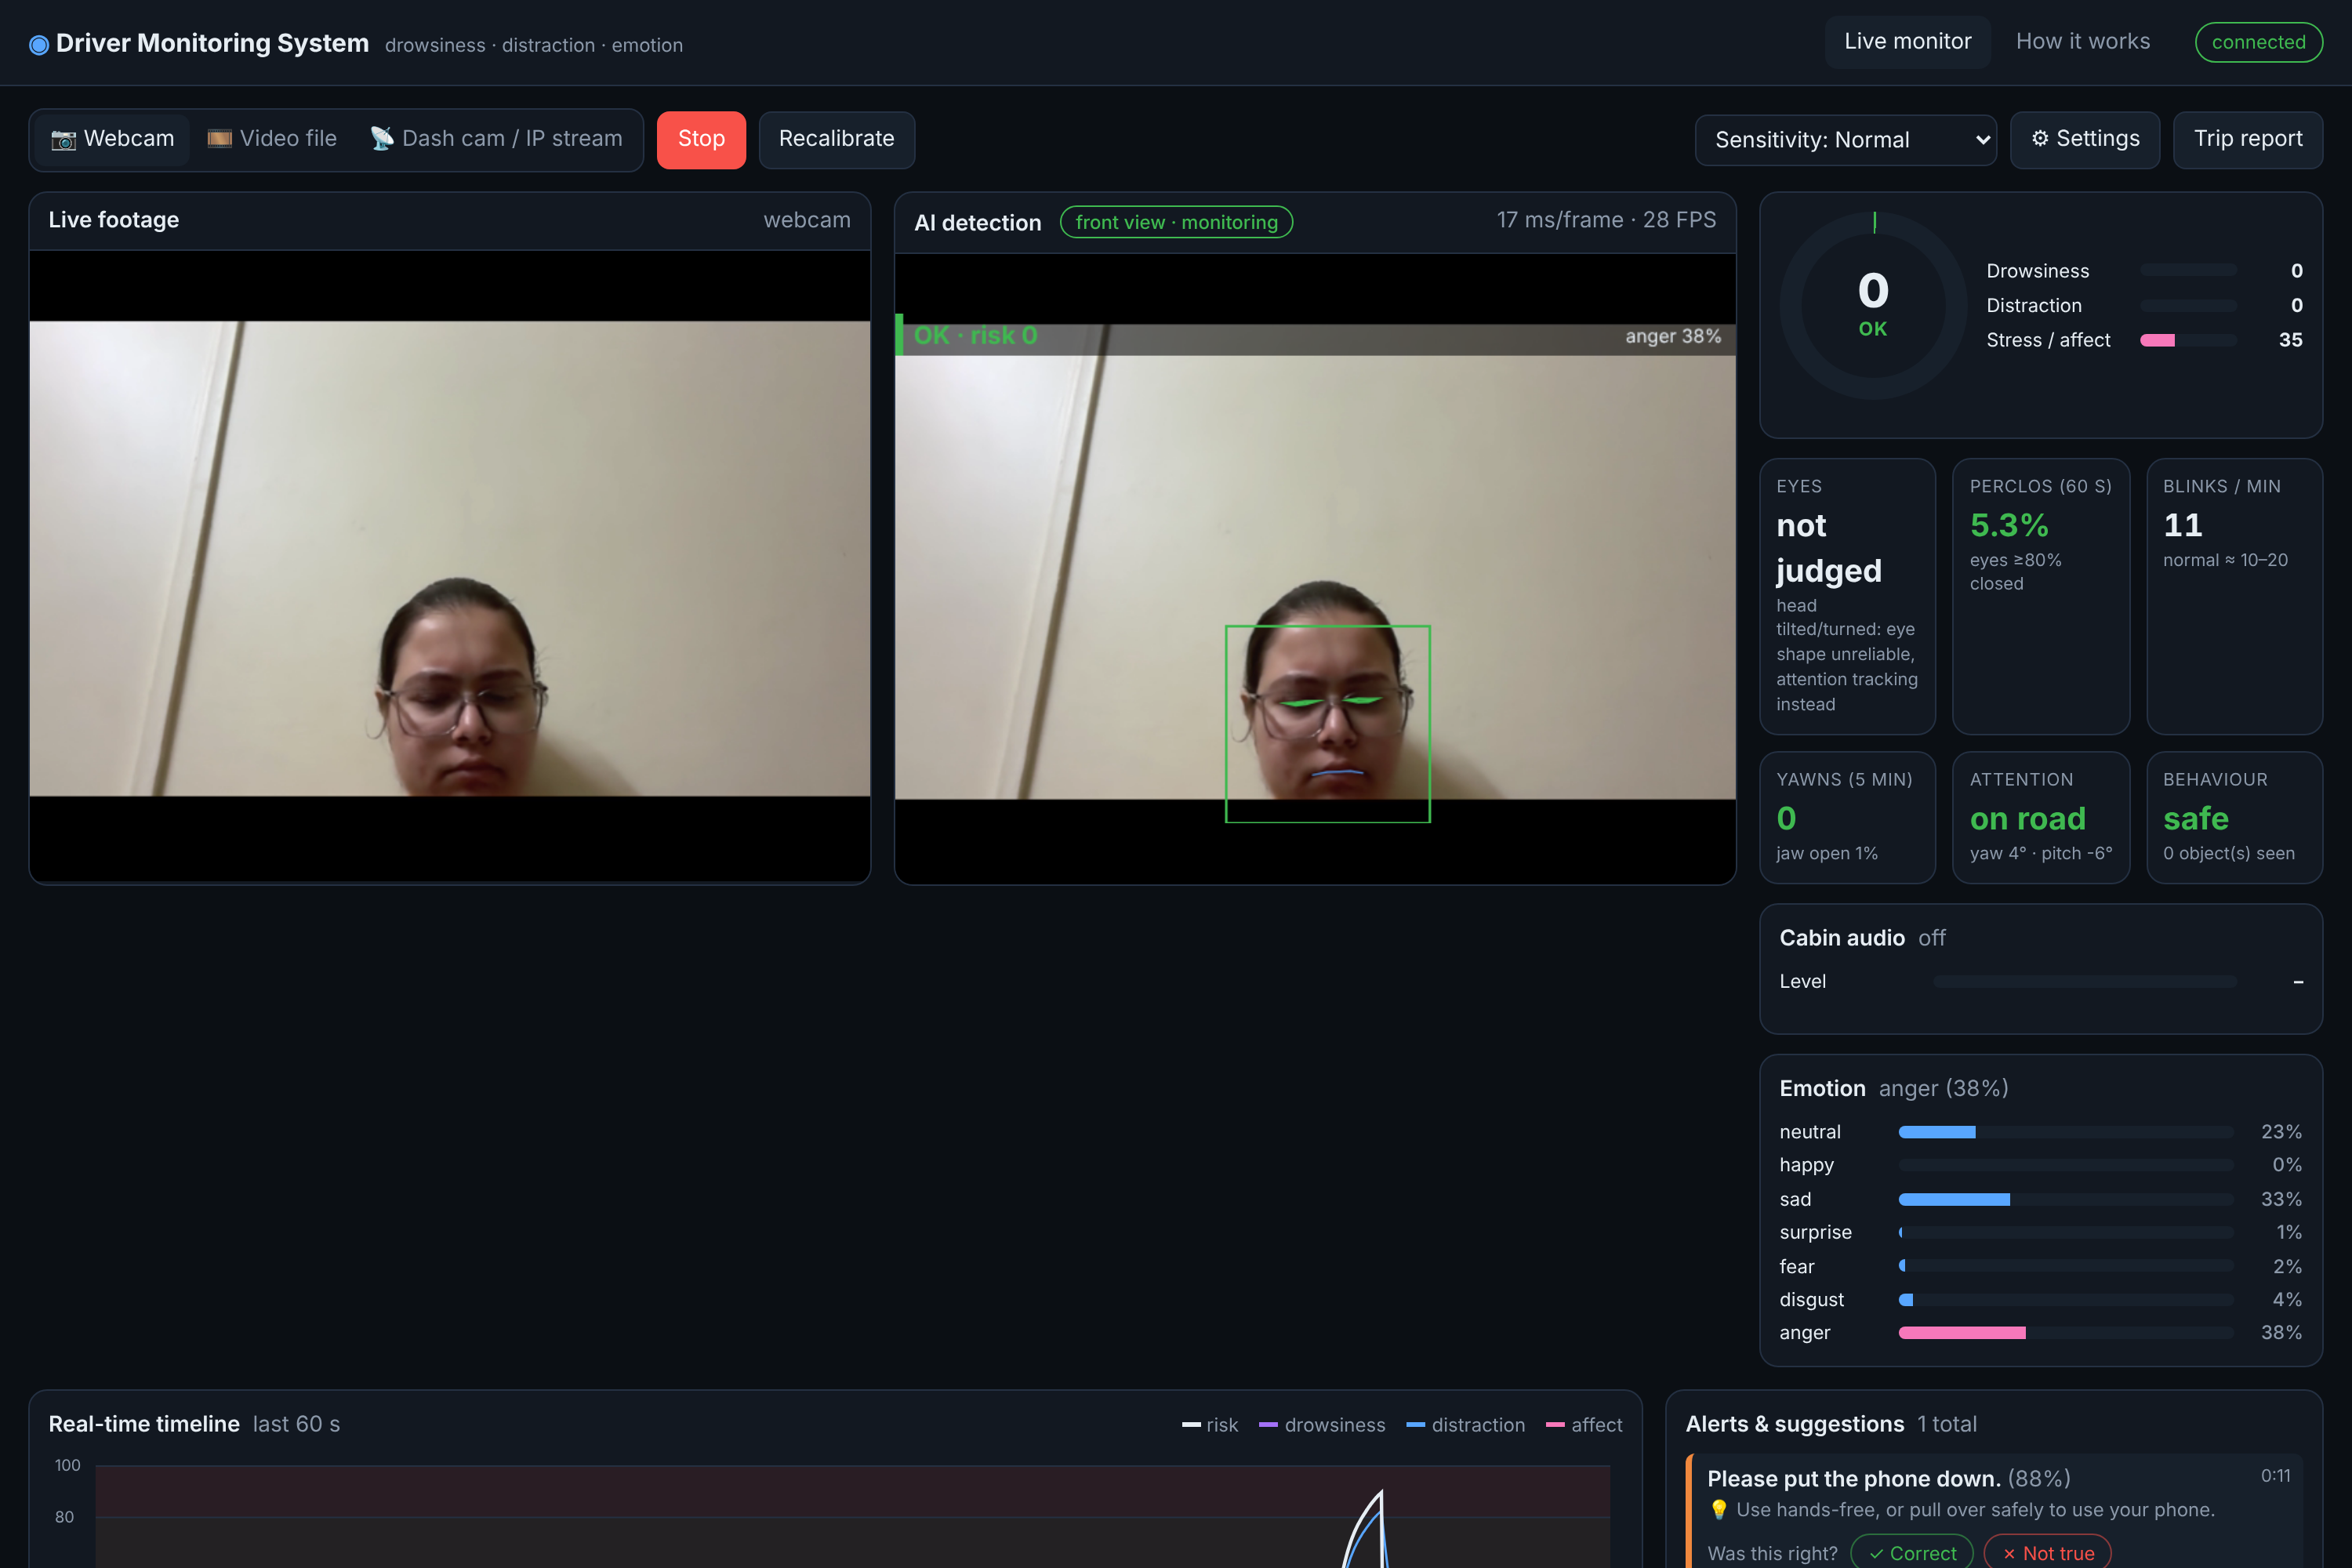 Driver Monitoring System drowsiness · distraction · emotion
Live monitor How it works connected
📷 Webcam 🎞️ Video file 📡 Dash cam / IP stream Stop Recalibrate
Sensitivity: Normal ⚙ Settings Trip report
Live footage webcam
AI detection front view · monitoring 17 ms/frame · 28 FPS
OK · risk 0 anger 38%
0
OK
Drowsiness 0
Distraction 0
Stress / affect 35
EYES
not
judged
head
tilted/turned: eye
shape unreliable,
attention tracking
instead
PERCLOS (60 S)
5.3%
eyes ≥80%
closed
BLINKS / MIN
11
normal ≈ 10–20
YAWNS (5 MIN)
0
jaw open 1%
ATTENTION
on road
yaw 4° · pitch -6°
BEHAVIOUR
safe
0 object(s) seen
Cabin audio off
Level –
Emotion anger (38%)
neutral 23%
happy 0%
sad 33%
surprise 1%
fear 2%
disgust 4%
anger 38%
Real-time timeline last 60 s
risk drowsiness distraction affect
100
80
Alerts & suggestions 1 total
Please put the phone down. (88%) 0:11
💡 Use hands-free, or pull over safely to use your phone.
Was this right? ✓ Correct ✕ Not true